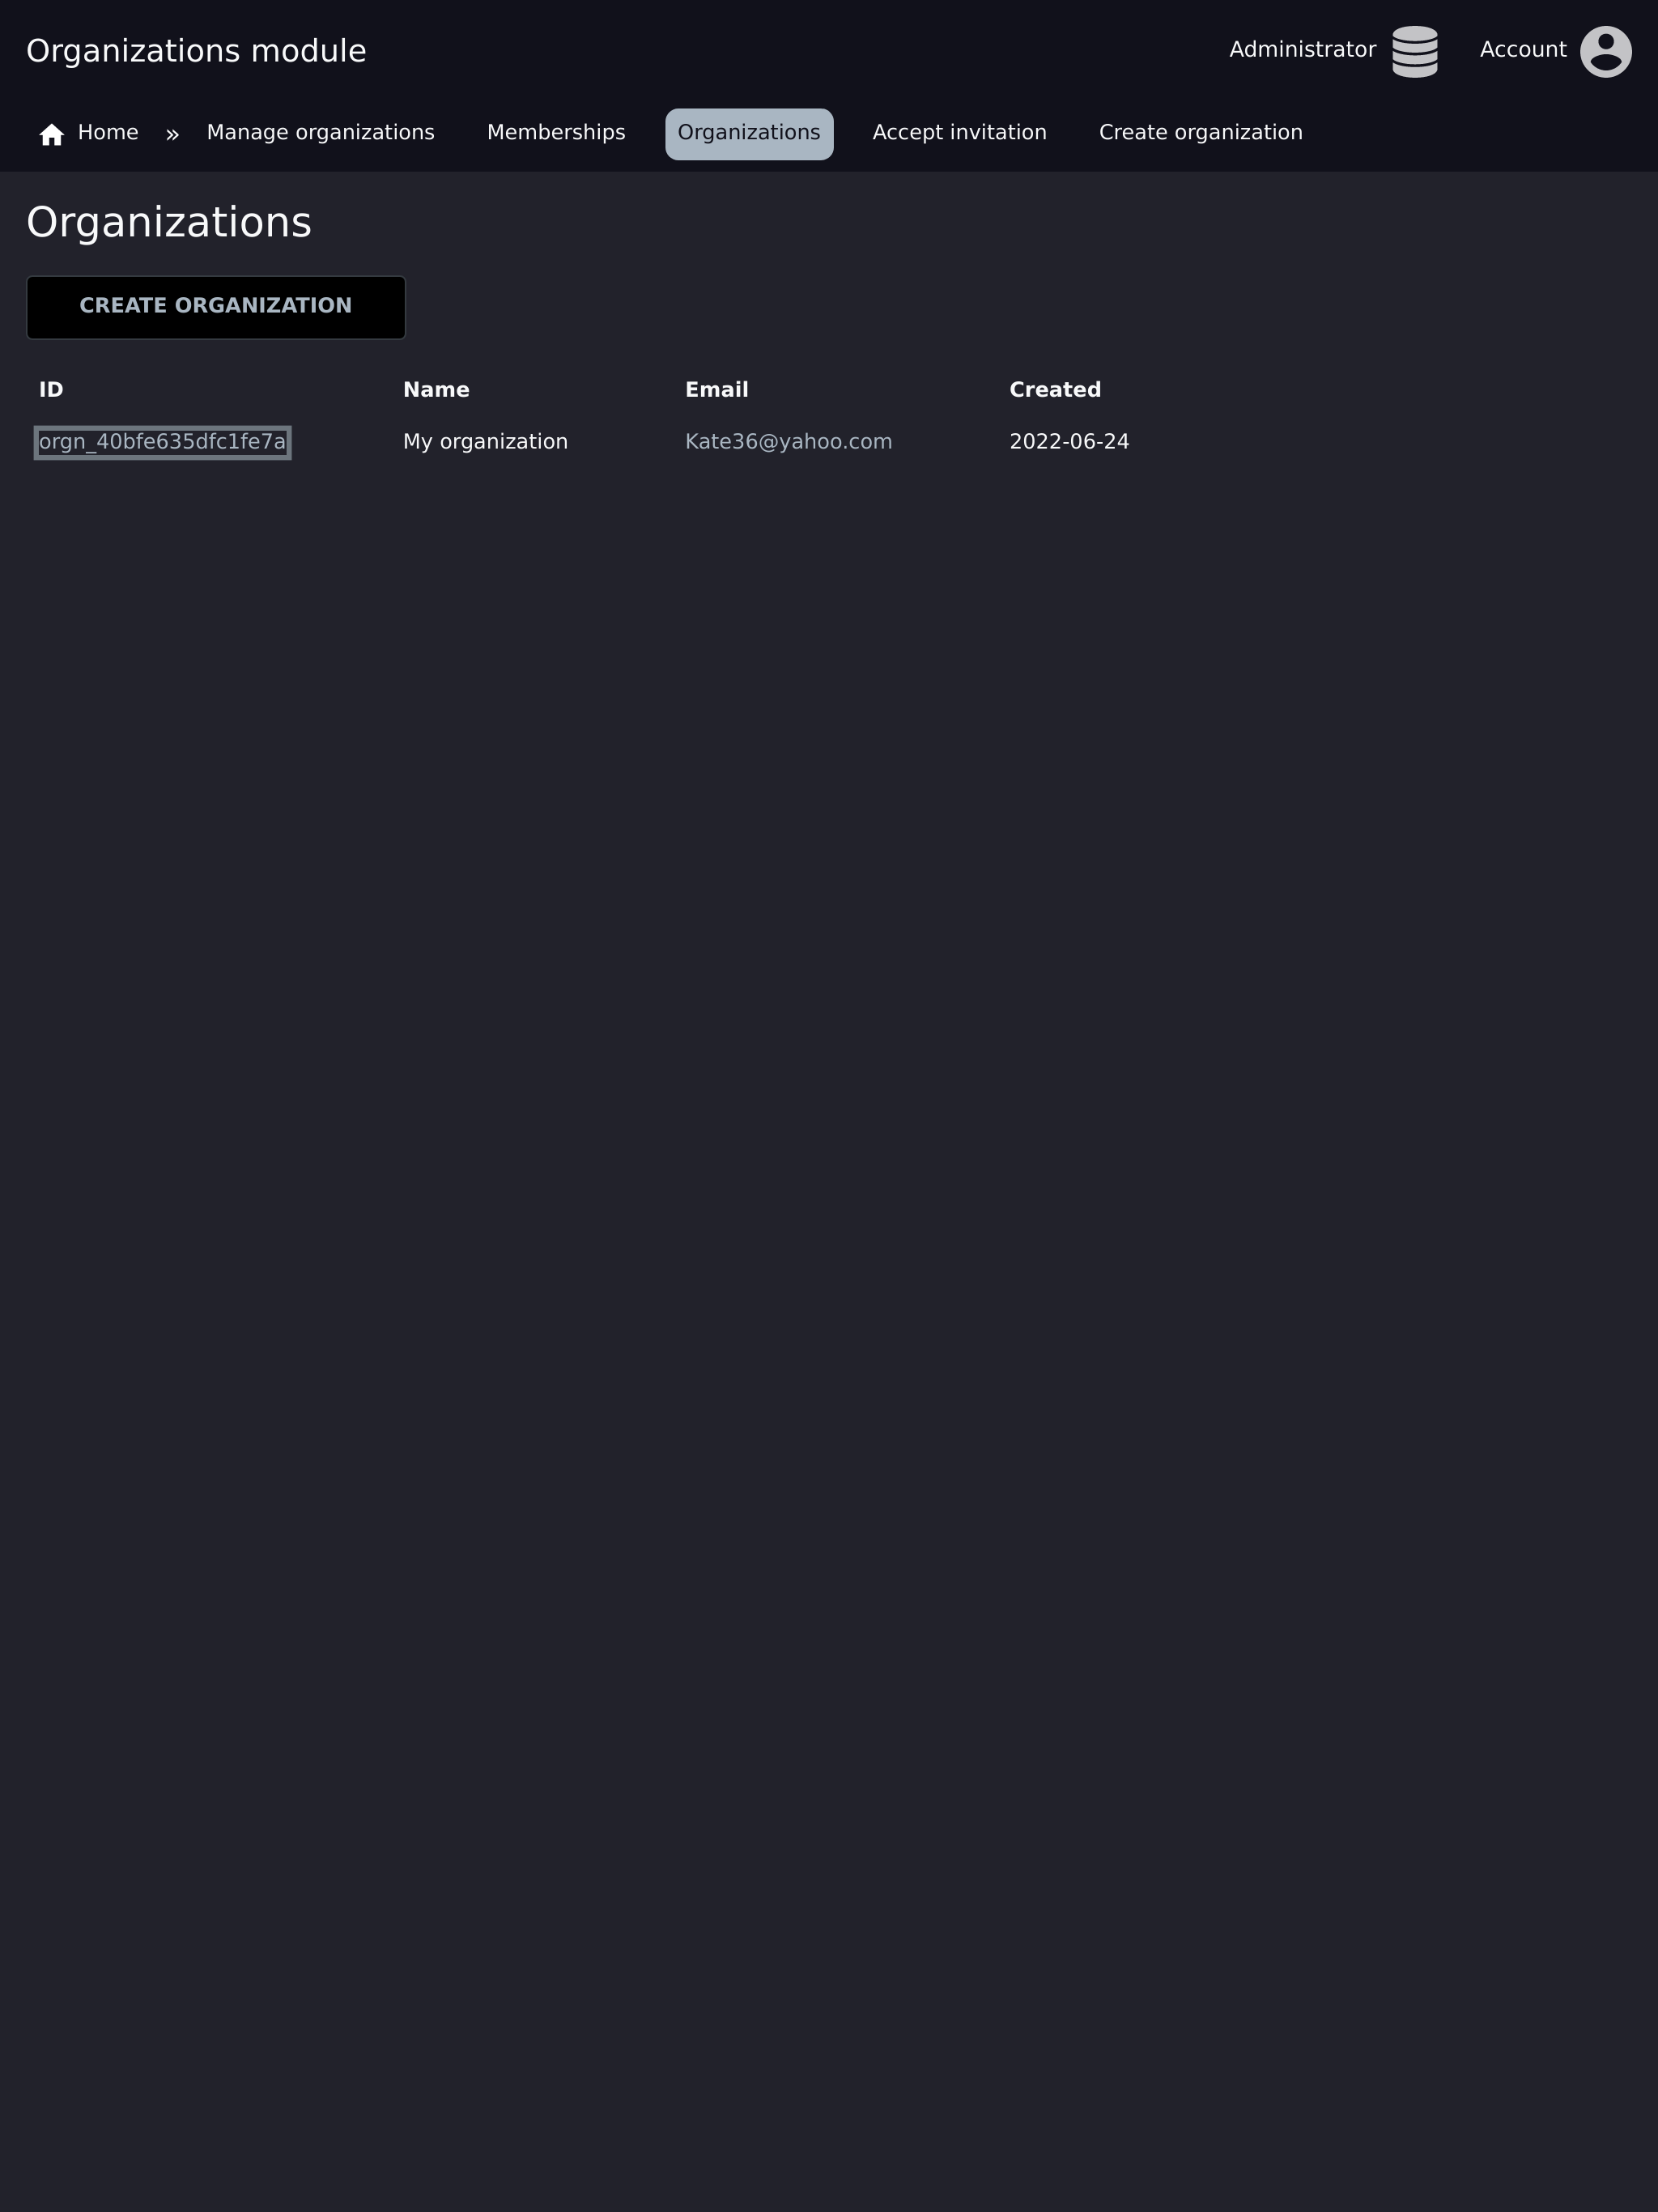 Organizations module Administrator Account
Home » Manage organizations Memberships Organizations Accept invitation Create organization
Organizations
CREATE ORGANIZATION
ID Name Email Created
orgn_40bfe635dfc1fe7a My organization Kate36@yahoo.com 2022-06-24